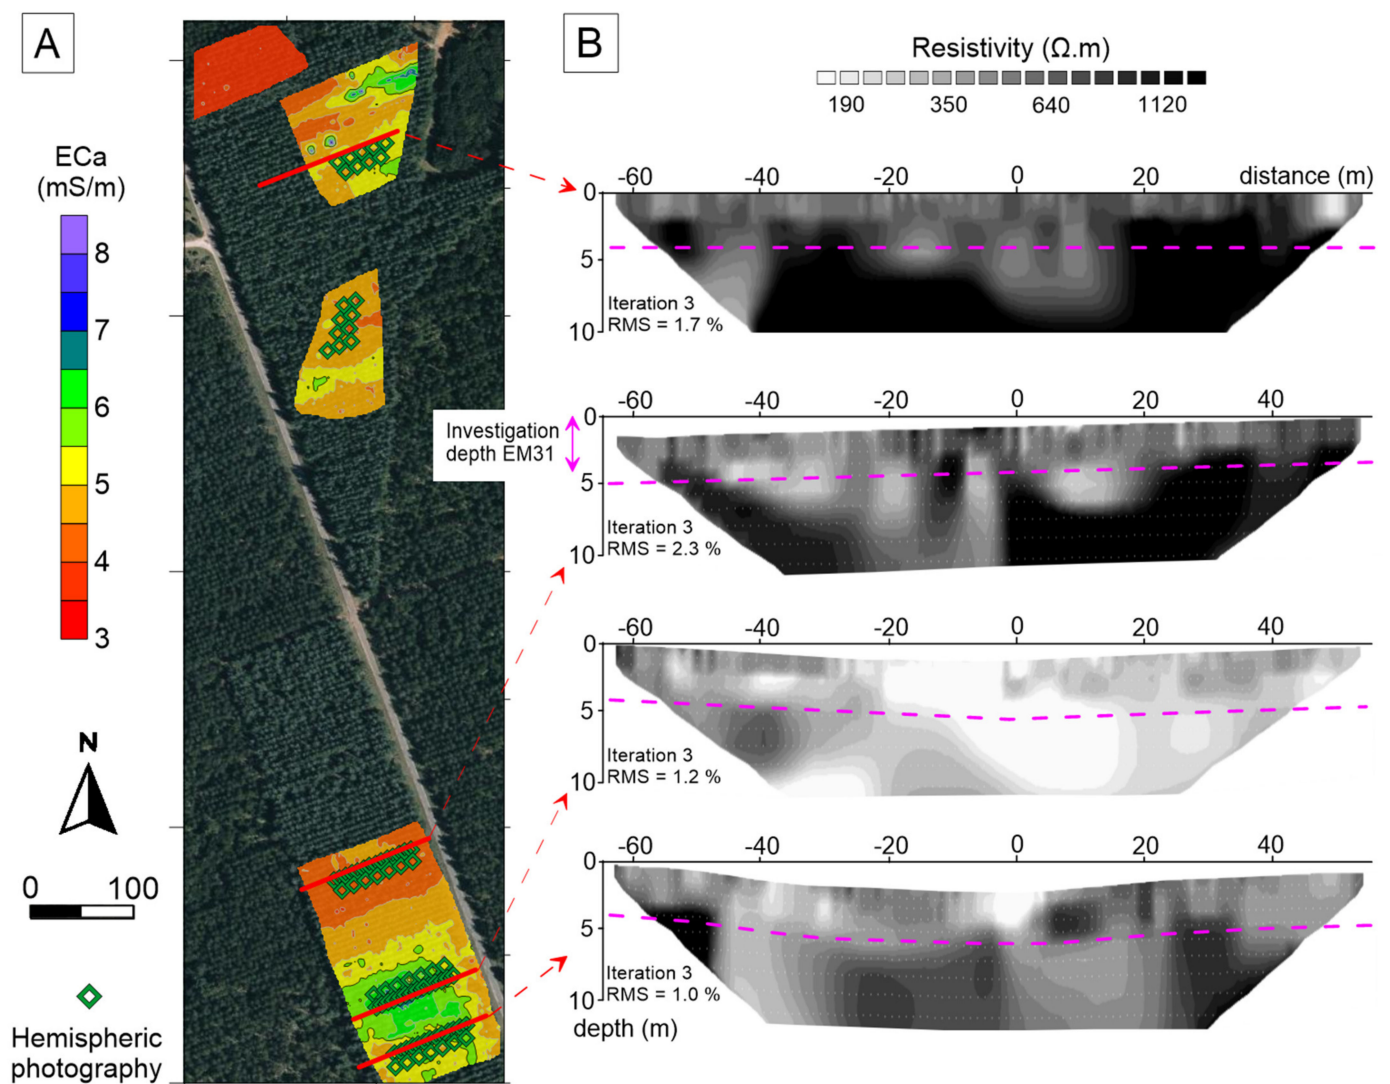 A
ECa
(mS/m)
8
7
6
5
4
3
N
0 100
Hemispheric
photography
B
Resistivity (Ω.m)
190 350 640 1120
-60 -40 -20 0 20 distance (m)
0
5
10
Iteration 3
RMS = 1.7 %
-60 -40 -20 0 20 40
0
5
10
Investigation
depth EM31
Iteration 3
RMS = 2.3 %
-60 -40 -20 0 20 40
0
5
10
Iteration 3
RMS = 1.2 %
-60 -40 -20 0 20 40
0
5
10
Iteration 3
RMS = 1.0 %
depth (m)